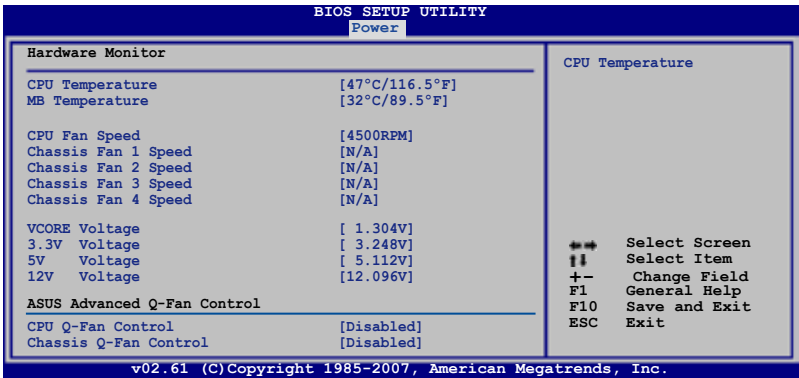 BIOS SETUP UTILITY
Power
Hardware Monitor
CPU Temperature [47°C/116.5°F]
MB Temperature [32°C/89.5°F]
CPU Fan Speed [4500RPM]
Chassis Fan 1 Speed [N/A]
Chassis Fan 2 Speed [N/A]
Chassis Fan 3 Speed [N/A]
Chassis Fan 4 Speed [N/A]
VCORE Voltage [ 1.304V]
3.3V Voltage [ 3.248V]
5V Voltage [ 5.112V]
12V Voltage [12.096V]
ASUS Advanced Q-Fan Control
CPU Q-Fan Control [Disabled]
Chassis Q-Fan Control [Disabled]
CPU Temperature
←→ Select Screen
↑↓ Select Item
+- Change Field
F1 General Help
F10 Save and Exit
ESC Exit
v02.61 (C)Copyright 1985-2007, American Megatrends, Inc.